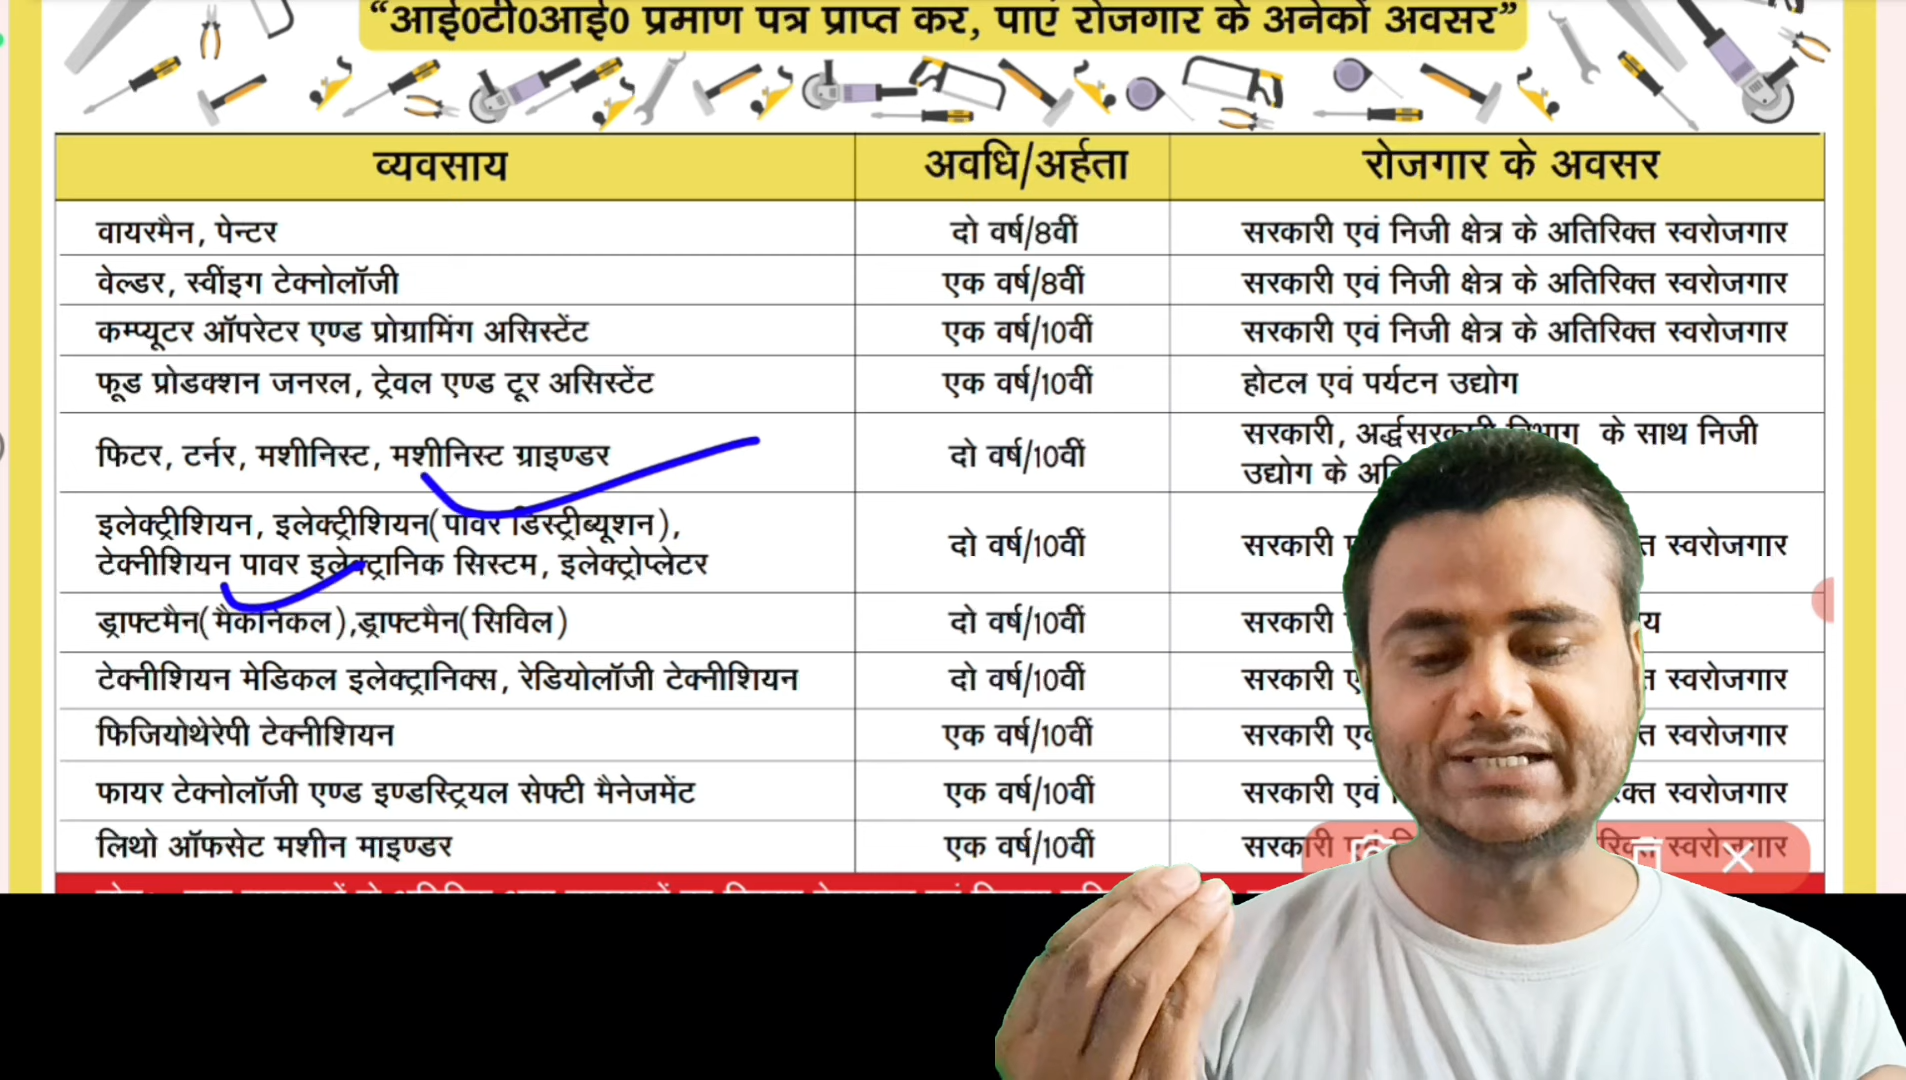 “आई0टी0आई0 प्रमाण पत्र प्राप्त कर, पाएं रोजगार के अनेकों अवसर”
व्यवसाय अवधि/अर्हता रोजगार के अवसर
वायरमैन, पेन्टर दो वर्ष/8वीं सरकारी एवं निजी क्षेत्र के अतिरिक्त स्वरोजगार
वेल्डर, स्वींइग टेक्नोलॉजी एक वर्ष/8वीं सरकारी एवं निजी क्षेत्र के अतिरिक्त स्वरोजगार
कम्प्यूटर ऑपरेटर एण्ड प्रोग्रामिंग असिस्टेंट एक वर्ष/10वीं सरकारी एवं निजी क्षेत्र के अतिरिक्त स्वरोजगार
फूड प्रोडक्शन जनरल, ट्रेवल एण्ड टूर असिस्टेंट एक वर्ष/10वीं होटल एवं पर्यटन उद्योग
फिटर, टर्नर, मशीनिस्ट, मशीनिस्ट ग्राइण्डर दो वर्ष/10वीं सरकारी, अर्द्धसरकारी विभाग के साथ निजी
उद्योग के
इलेक्ट्रीशियन, इलेक्ट्रीशियन(पावर डिस्ट्रीब्यूशन),
टेक्नीशियन पावर इलेक्ट्रानिक सिस्टम, इलेक्ट्रोप्लेटर दो वर्ष/10वीं सरकारी स्वरोजगार
ड्राफ्टमैन(मैकनिकल),ड्राफ्टमैन(सिविल) दो वर्ष/10वीं सरकारी
टेक्नीशियन मेडिकल इलेक्ट्रानिक्स, रेडियोलॉजी टेक्नीशियन दो वर्ष/10वीं सरकारी स्वरोजगार
फिजियोथेरेपी टेक्नीशियन एक वर्ष/10वीं सरकारी स्वरोजगार
फायर टेक्नोलॉजी एण्ड इण्डस्ट्रियल सेफ्टी मैनेजमेंट एक वर्ष/10वीं सरकारी एवं स्वरोजगार
लिथो ऑफसेट मशीन माइण्डर एक वर्ष/10वीं सरकारी एवं स्वरोजगार